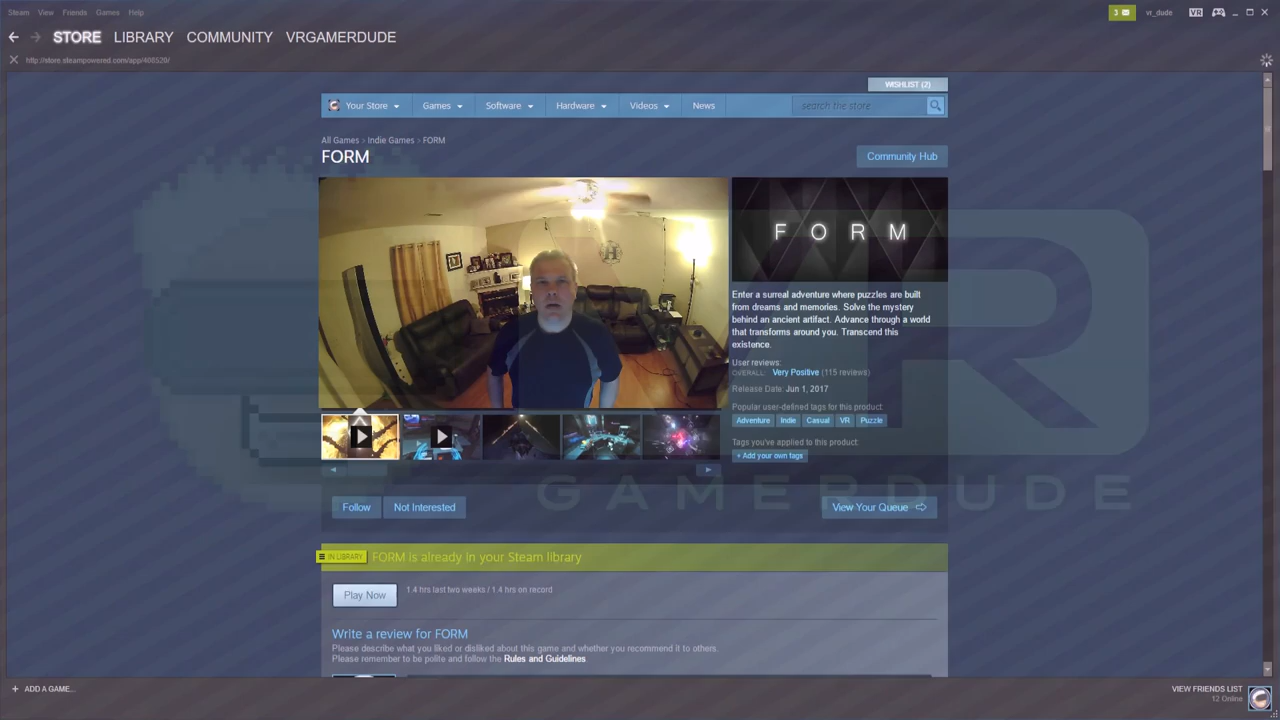 Steam View Friends Games Help
3 vr_dude VR
STORE LIBRARY COMMUNITY VRGAMERDUDE
http://store.steampowered.com/app/408520/
WISHLIST (2)
Your Store Games Software Hardware Videos News search the store
All Games > Indie Games > FORM
FORM
Community Hub
FORM
Enter a surreal adventure where puzzles are built
from dreams and memories. Solve the mystery
behind an ancient artifact. Advance through a world
that transforms around you. Transcend this
existence.
User reviews:
OVERALL: Very Positive (115 reviews)
Release Date: Jun 1, 2017
Popular user-defined tags for this product:
Adventure Indie Casual VR Puzzle
Tags you've applied to this product:
+ Add your own tags
VR
GAMERDUDE
Follow Not Interested View Your Queue
IN LIBRARY FORM is already in your Steam library
Play Now 1.4 hrs last two weeks / 1.4 hrs on record
Write a review for FORM
Please describe what you liked or disliked about this game and whether you recommend it to others.
Please remember to be polite and follow the Rules and Guidelines
+ ADD A GAME...
VIEW FRIENDS LIST
12 Online